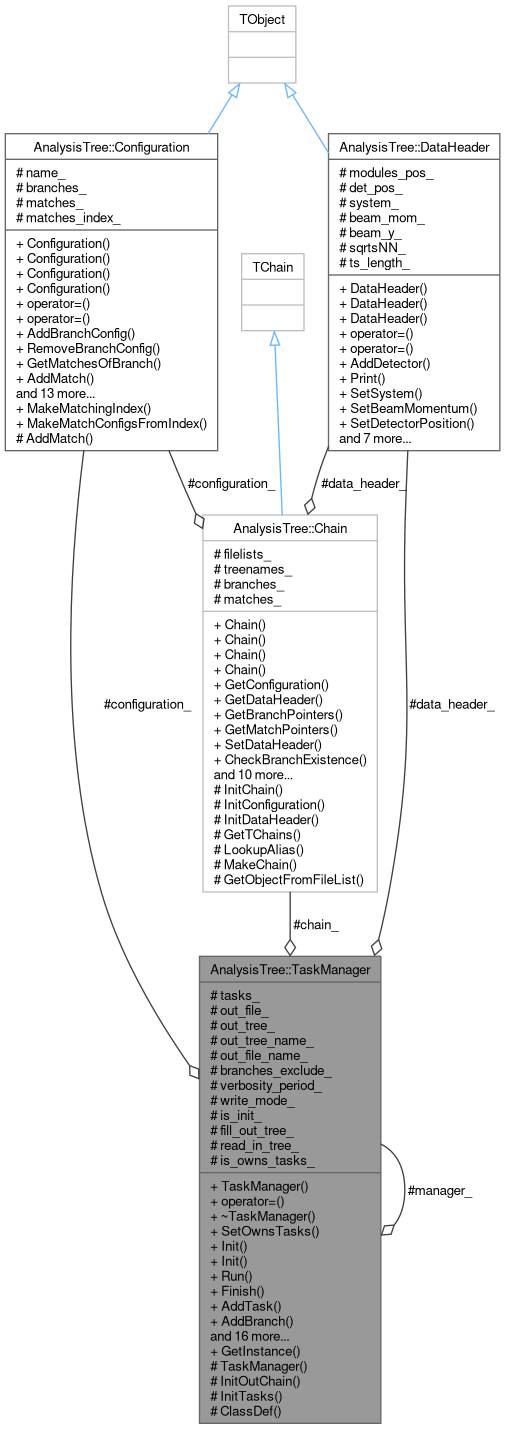 TObject
AnalysisTree::Configuration
# name_
# branches_
# matches_
# matches_index_
+ Configuration()
+ Configuration()
+ Configuration()
+ Configuration()
+ operator=()
+ operator=()
+ AddBranchConfig()
+ RemoveBranchConfig()
+ GetMatchesOfBranch()
+ AddMatch()
and 13 more...
+ MakeMatchingIndex()
+ MakeMatchConfigsFromIndex()
# AddMatch()
AnalysisTree::DataHeader
# modules_pos_
# det_pos_
# system_
# beam_mom_
# beam_y_
# sqrtsNN_
# ts_length_
+ DataHeader()
+ DataHeader()
+ DataHeader()
+ operator=()
+ operator=()
+ AddDetector()
+ Print()
+ SetSystem()
+ SetBeamMomentum()
+ SetDetectorPosition()
and 7 more...
TChain
#configuration_
#data_header_
AnalysisTree::Chain
# filelists_
# treenames_
# branches_
# matches_
+ Chain()
+ Chain()
+ Chain()
+ Chain()
+ GetConfiguration()
+ GetDataHeader()
+ GetBranchPointers()
+ GetMatchPointers()
+ SetDataHeader()
+ CheckBranchExistence()
and 10 more...
# InitChain()
# InitConfiguration()
# InitDataHeader()
# GetTChains()
# LookupAlias()
# MakeChain()
# GetObjectFromFileList()
#configuration_
#data_header_
#chain_
AnalysisTree::TaskManager
# tasks_
# out_file_
# out_tree_
# out_tree_name_
# out_file_name_
# branches_exclude_
# verbosity_period_
# write_mode_
# is_init_
# fill_out_tree_
# read_in_tree_
# is_owns_tasks_
+ TaskManager()
+ operator=()
+ ~TaskManager()
+ SetOwnsTasks()
+ Init()
+ Init()
+ Run()
+ Finish()
+ AddTask()
+ AddBranch()
and 16 more...
+ GetInstance()
# TaskManager()
# InitOutChain()
# InitTasks()
# ClassDef()
#manager_